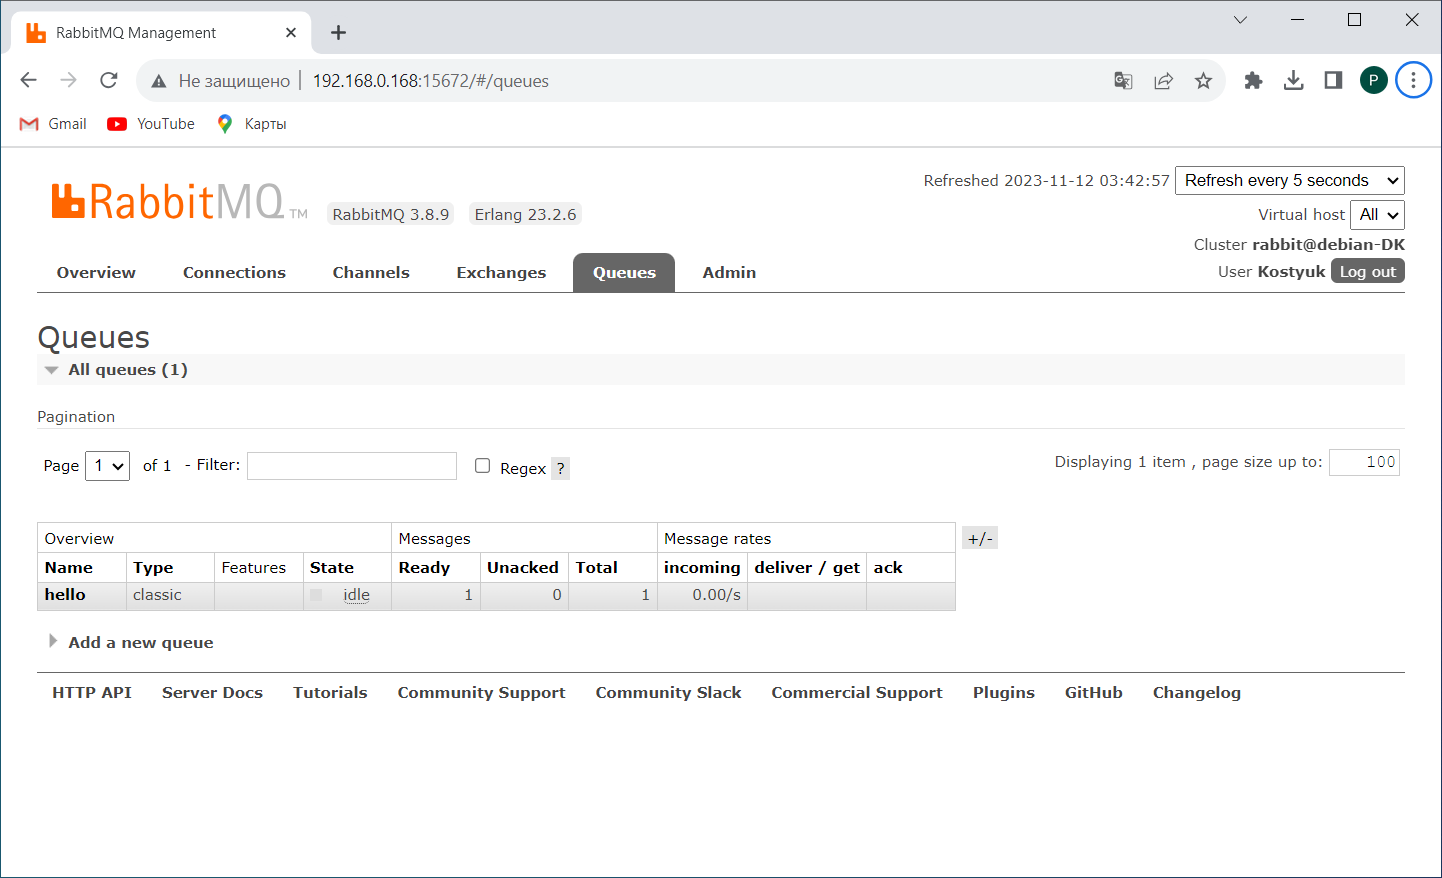 RabbitMQ Management
Не защищено 192.168.0.168:15672/#/queues
P
Gmail YouTube Карты
Refreshed 2023-11-12 03:42:57 Refresh every 5 seconds
RabbitMQ TM RabbitMQ 3.8.9 Erlang 23.2.6
Virtual host All
Cluster rabbit@debian-DK
User Kostyuk Log out
Overview Connections Channels Exchanges Queues Admin
Queues
All queues (1)
Pagination
Page 1 of 1 - Filter: Regex ? Displaying 1 item , page size up to: 100
Overview Messages Message rates +/-
Name Type Features State Ready Unacked Total incoming deliver / get ack
hello classic idle 1 0 1 0.00/s
Add a new queue
HTTP API Server Docs Tutorials Community Support Community Slack Commercial Support Plugins GitHub Changelog